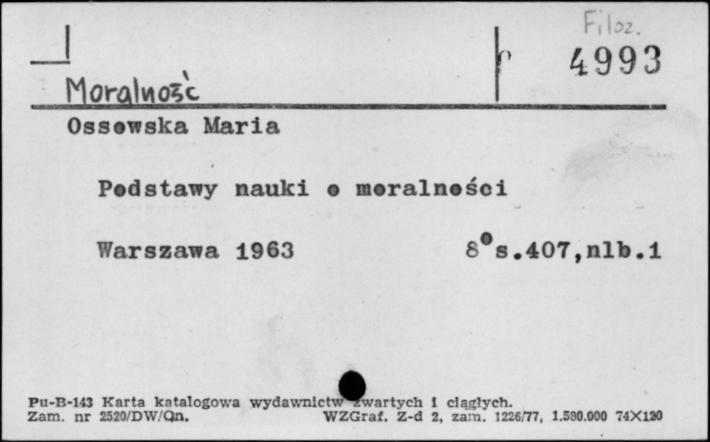 Filoz.
4993
Moralność
Ossowska Maria
Podstawy nauki o moralności
Warszawa 1963 8° s.407,nlb.1
Pu-B-143 Karta katalogowa wydawnictw zwartych i ciągłych.
Zam. nr 2520/DW/Qn. WZGraf. Z-d 2, zam. 1226/77, 1.580.000 74X120